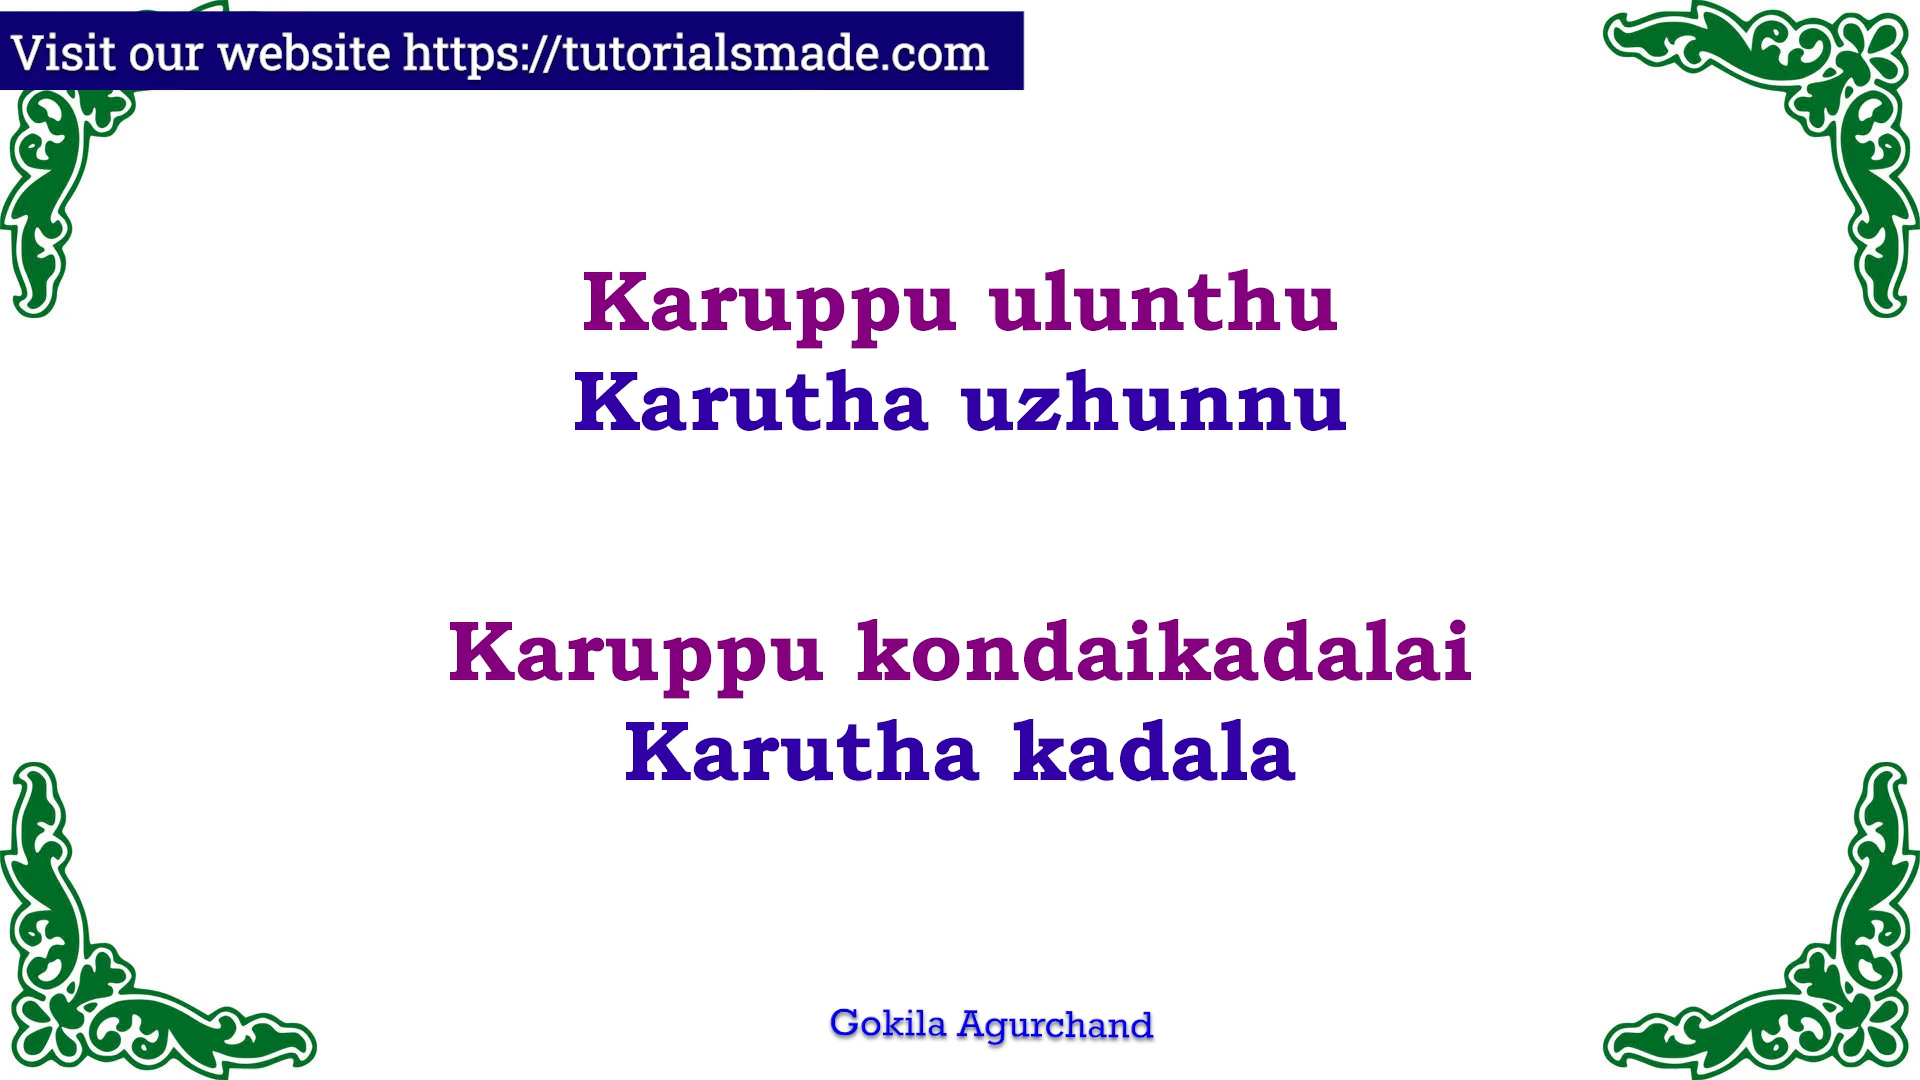 Visit our website https://tutorialsmade.com
Karuppu ulunthu
Karutha uzhunnu
Karuppu kondaikadalai
Karutha kadala
Gokila Agurchand